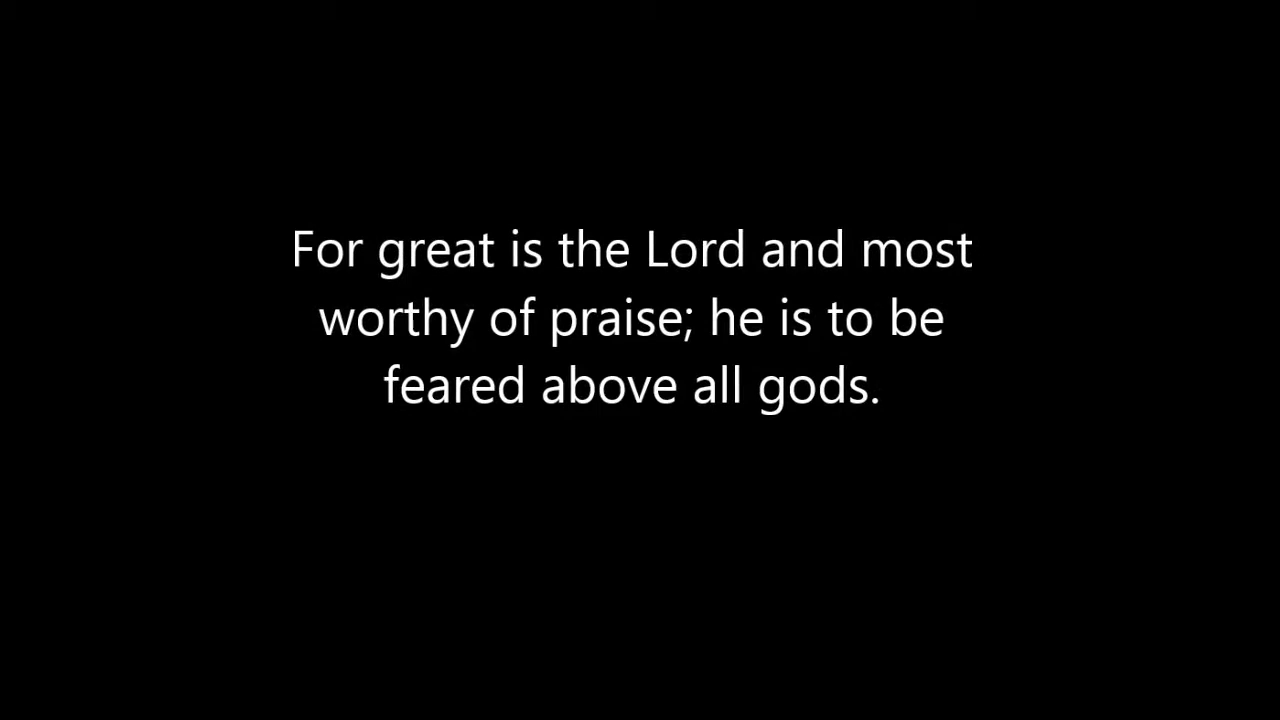 For great is the Lord and most
worthy of praise; he is to be
feared above all gods.